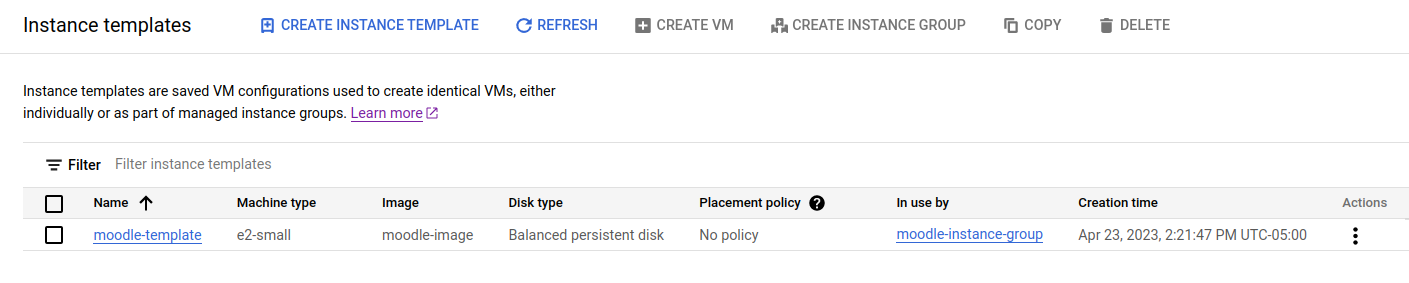 Instance templates CREATE INSTANCE TEMPLATE REFRESH CREATE VM CREATE INSTANCE GROUP COPY DELETE
Instance templates are saved VM configurations used to create identical VMs, either
individually or as part of managed instance groups. Learn more
Filter Filter instance templates
Name Machine type Image Disk type Placement policy ? In use by Creation time Actions
moodle-template e2-small moodle-image Balanced persistent disk No policy moodle-instance-group Apr 23, 2023, 2:21:47 PM UTC-05:00